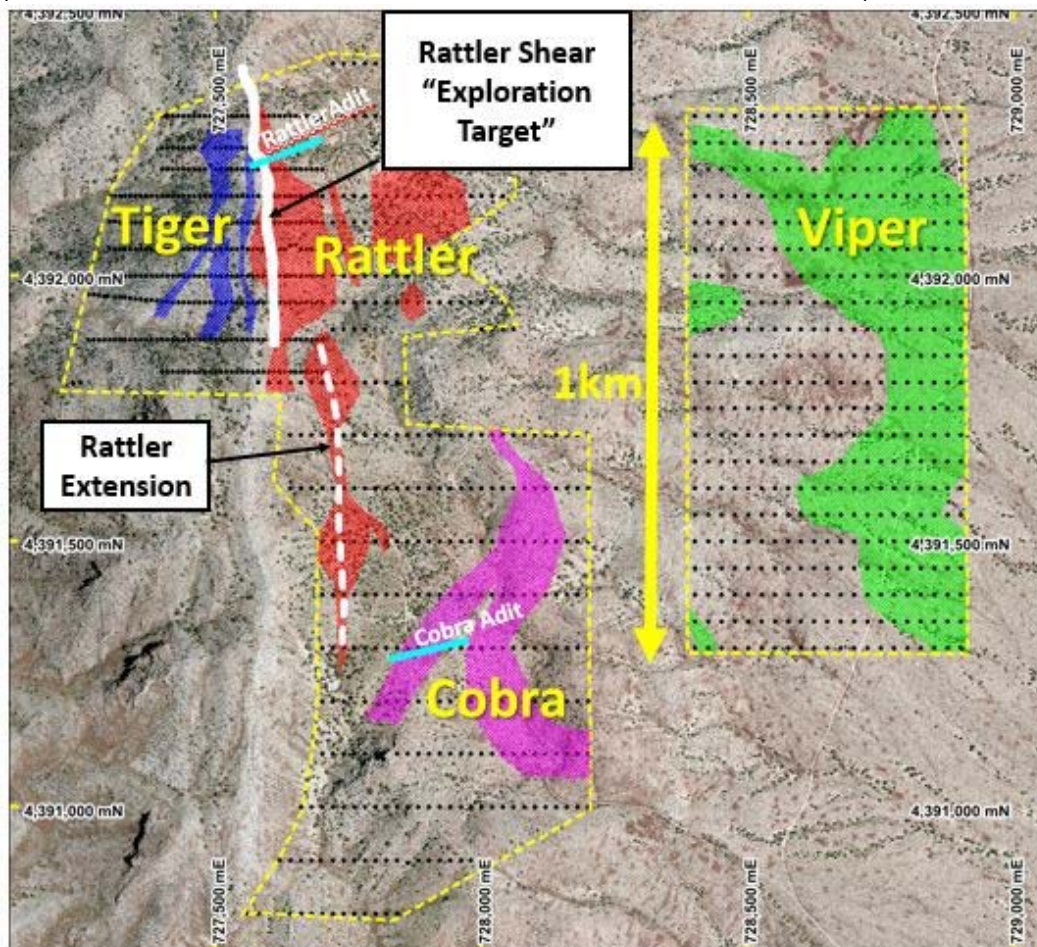 4,392,500 mN
4,392,500 mN
727,500 mE
728,500 mE
729,000 mE
Rattler Shear
“Exploration
Target”
RattlerAdit
Tiger
Rattler
Viper
4,392,000 mN
4,392,000 mN
1km
Rattler
Extension
4,391,500 mN
4,391,500 mN
Cobra Adit
Cobra
4,391,000 mN
4,391,000 mN
727,500 mE
728,000 mE
728,500 mE
729,000 mE